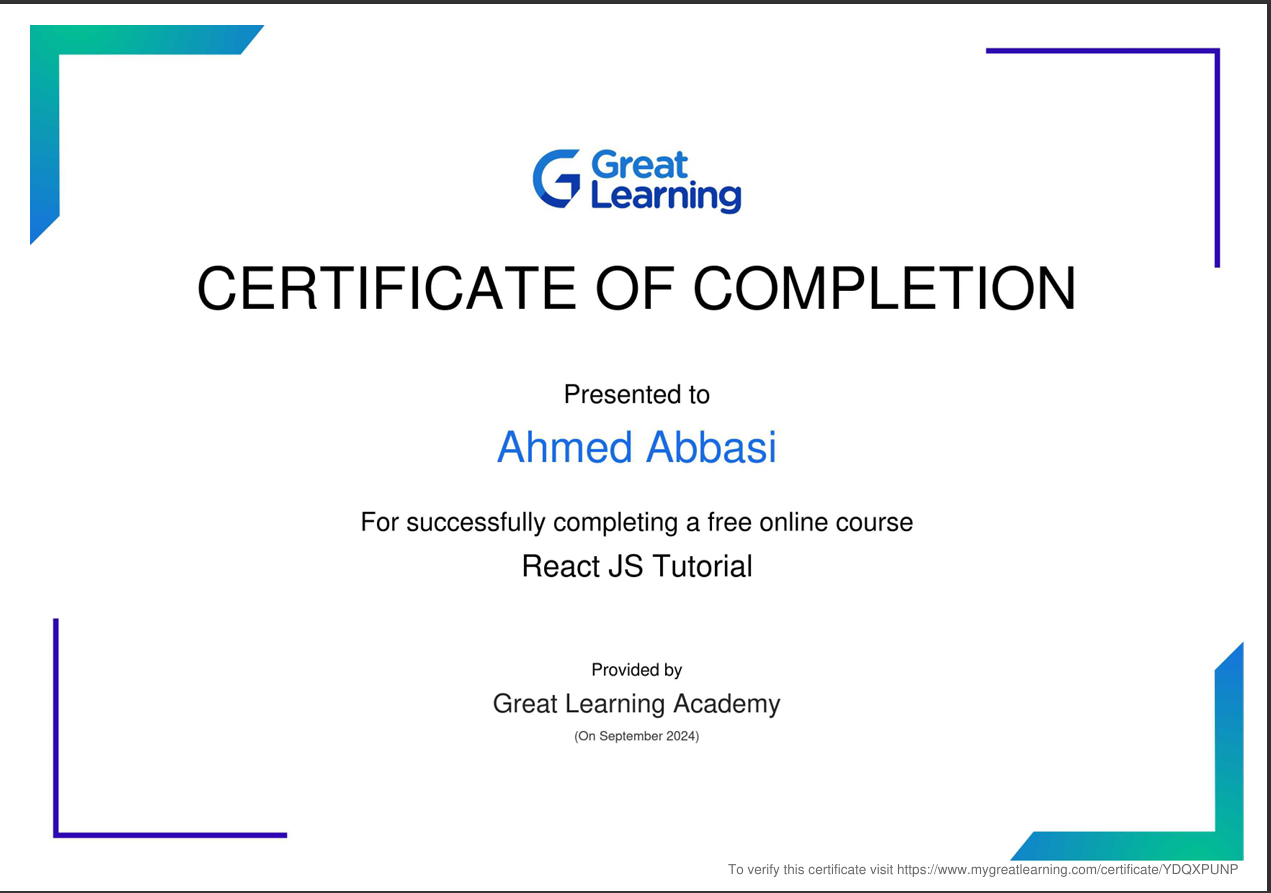 Great
Learning
CERTIFICATE OF COMPLETION
Presented to
Ahmed Abbasi
For successfully completing a free online course
React JS Tutorial
Provided by
Great Learning Academy
(On September 2024)
To verify this certificate visit https://www.mygreatlearning.com/certificate/YDQXPUNP